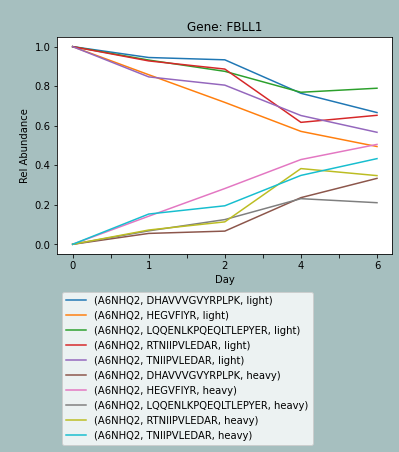 Gene: FBLL1
1.0
0.8
0.6
0.4
0.2
0.0
Rel Abundance
0 1 2 4 6
Day
(A6NHQ2, DHAVVVGVYRPLPK, light)
(A6NHQ2, HEGVFIYR, light)
(A6NHQ2, LQQENLKPQEQLTLEPYER, light)
(A6NHQ2, RTNIIPVLEDAR, light)
(A6NHQ2, TNIIPVLEDAR, light)
(A6NHQ2, DHAVVVGVYRPLPK, heavy)
(A6NHQ2, HEGVFIYR, heavy)
(A6NHQ2, LQQENLKPQEQLTLEPYER, heavy)
(A6NHQ2, RTNIIPVLEDAR, heavy)
(A6NHQ2, TNIIPVLEDAR, heavy)